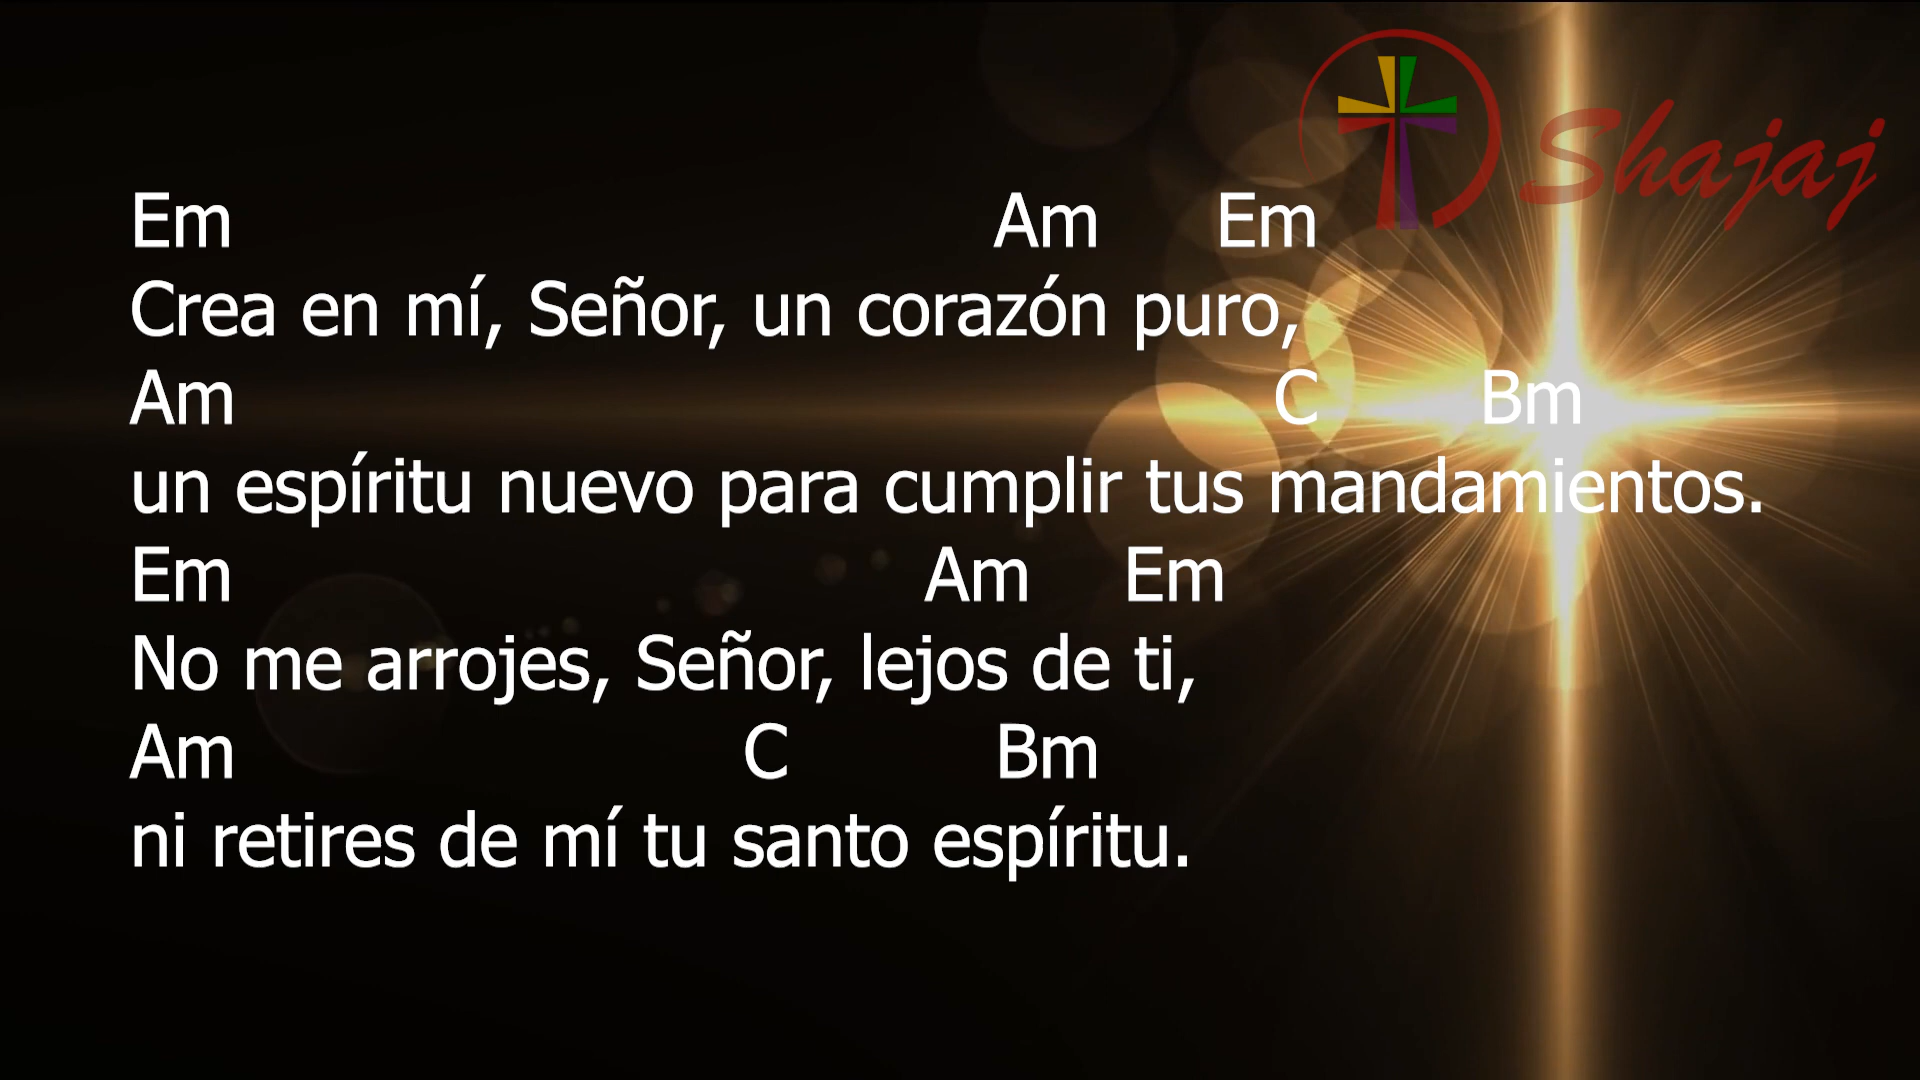 Shajaj
Em Am Em
Crea en mí, Señor, un corazón puro,
Am C Bm
un espíritu nuevo para cumplir tus mandamientos.
Em Am Em
No me arrojes, Señor, lejos de ti,
Am C Bm
ni retires de mí tu santo espíritu.